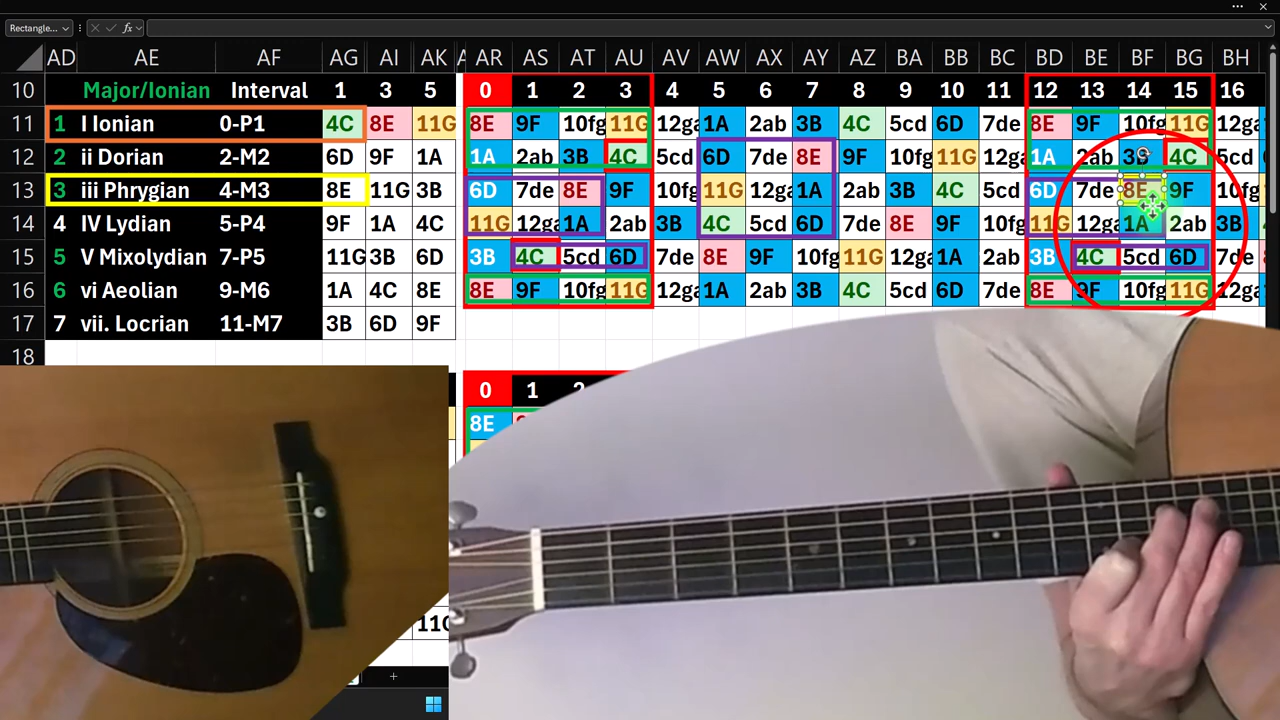 Rectangle... fx
AD AE AF AG AI AK AR AS AT AU AV AW AX AY AZ BA BB BC BD BE BF BG BH
10 Major/Ionian Interval 1 3 5 0 1 2 3 4 5 6 7 8 9 10 11 12 13 14 15 16
11 1 I Ionian 0-P1 4C 8E 11G 8E 9F 10fg 11G 12ga 1A 2ab 3B 4C 5cd 6D 7de 8E 9F 10fg 11G 12ga
12 2 ii Dorian 2-M2 6D 9F 1A 1A 2ab 3B 4C 5cd 6D 7de 8E 9F 10fg 11G 12ga 1A 2ab 3B 4C 5cd
13 3 iii Phrygian 4-M3 8E 11G 3B 6D 7de 8E 9F 10fg 11G 12ga 1A 2ab 3B 4C 5cd 6D 7de 8E 9F 10fg
14 4 IV Lydian 5-P4 9F 1A 4C 11G 12ga 1A 2ab 3B 4C 5cd 6D 7de 8E 9F 10fg 11G 12ga 1A 2ab 3B
15 5 V Mixolydian 7-P5 11G 3B 6D 3B 4C 5cd 6D 7de 8E 9F 10fg 11G 12ga 1A 2ab 3B 4C 5cd 6D 7de
16 6 vi Aeolian 9-M6 1A 4C 8E 8E 9F 10fg 11G 12ga 1A 2ab 3B 4C 5cd 6D 7de 8E 9F 10fg 11G 12ga
17 7 vii. Locrian 11-M7 3B 6D 9F
18
0 1 2
8E
11G